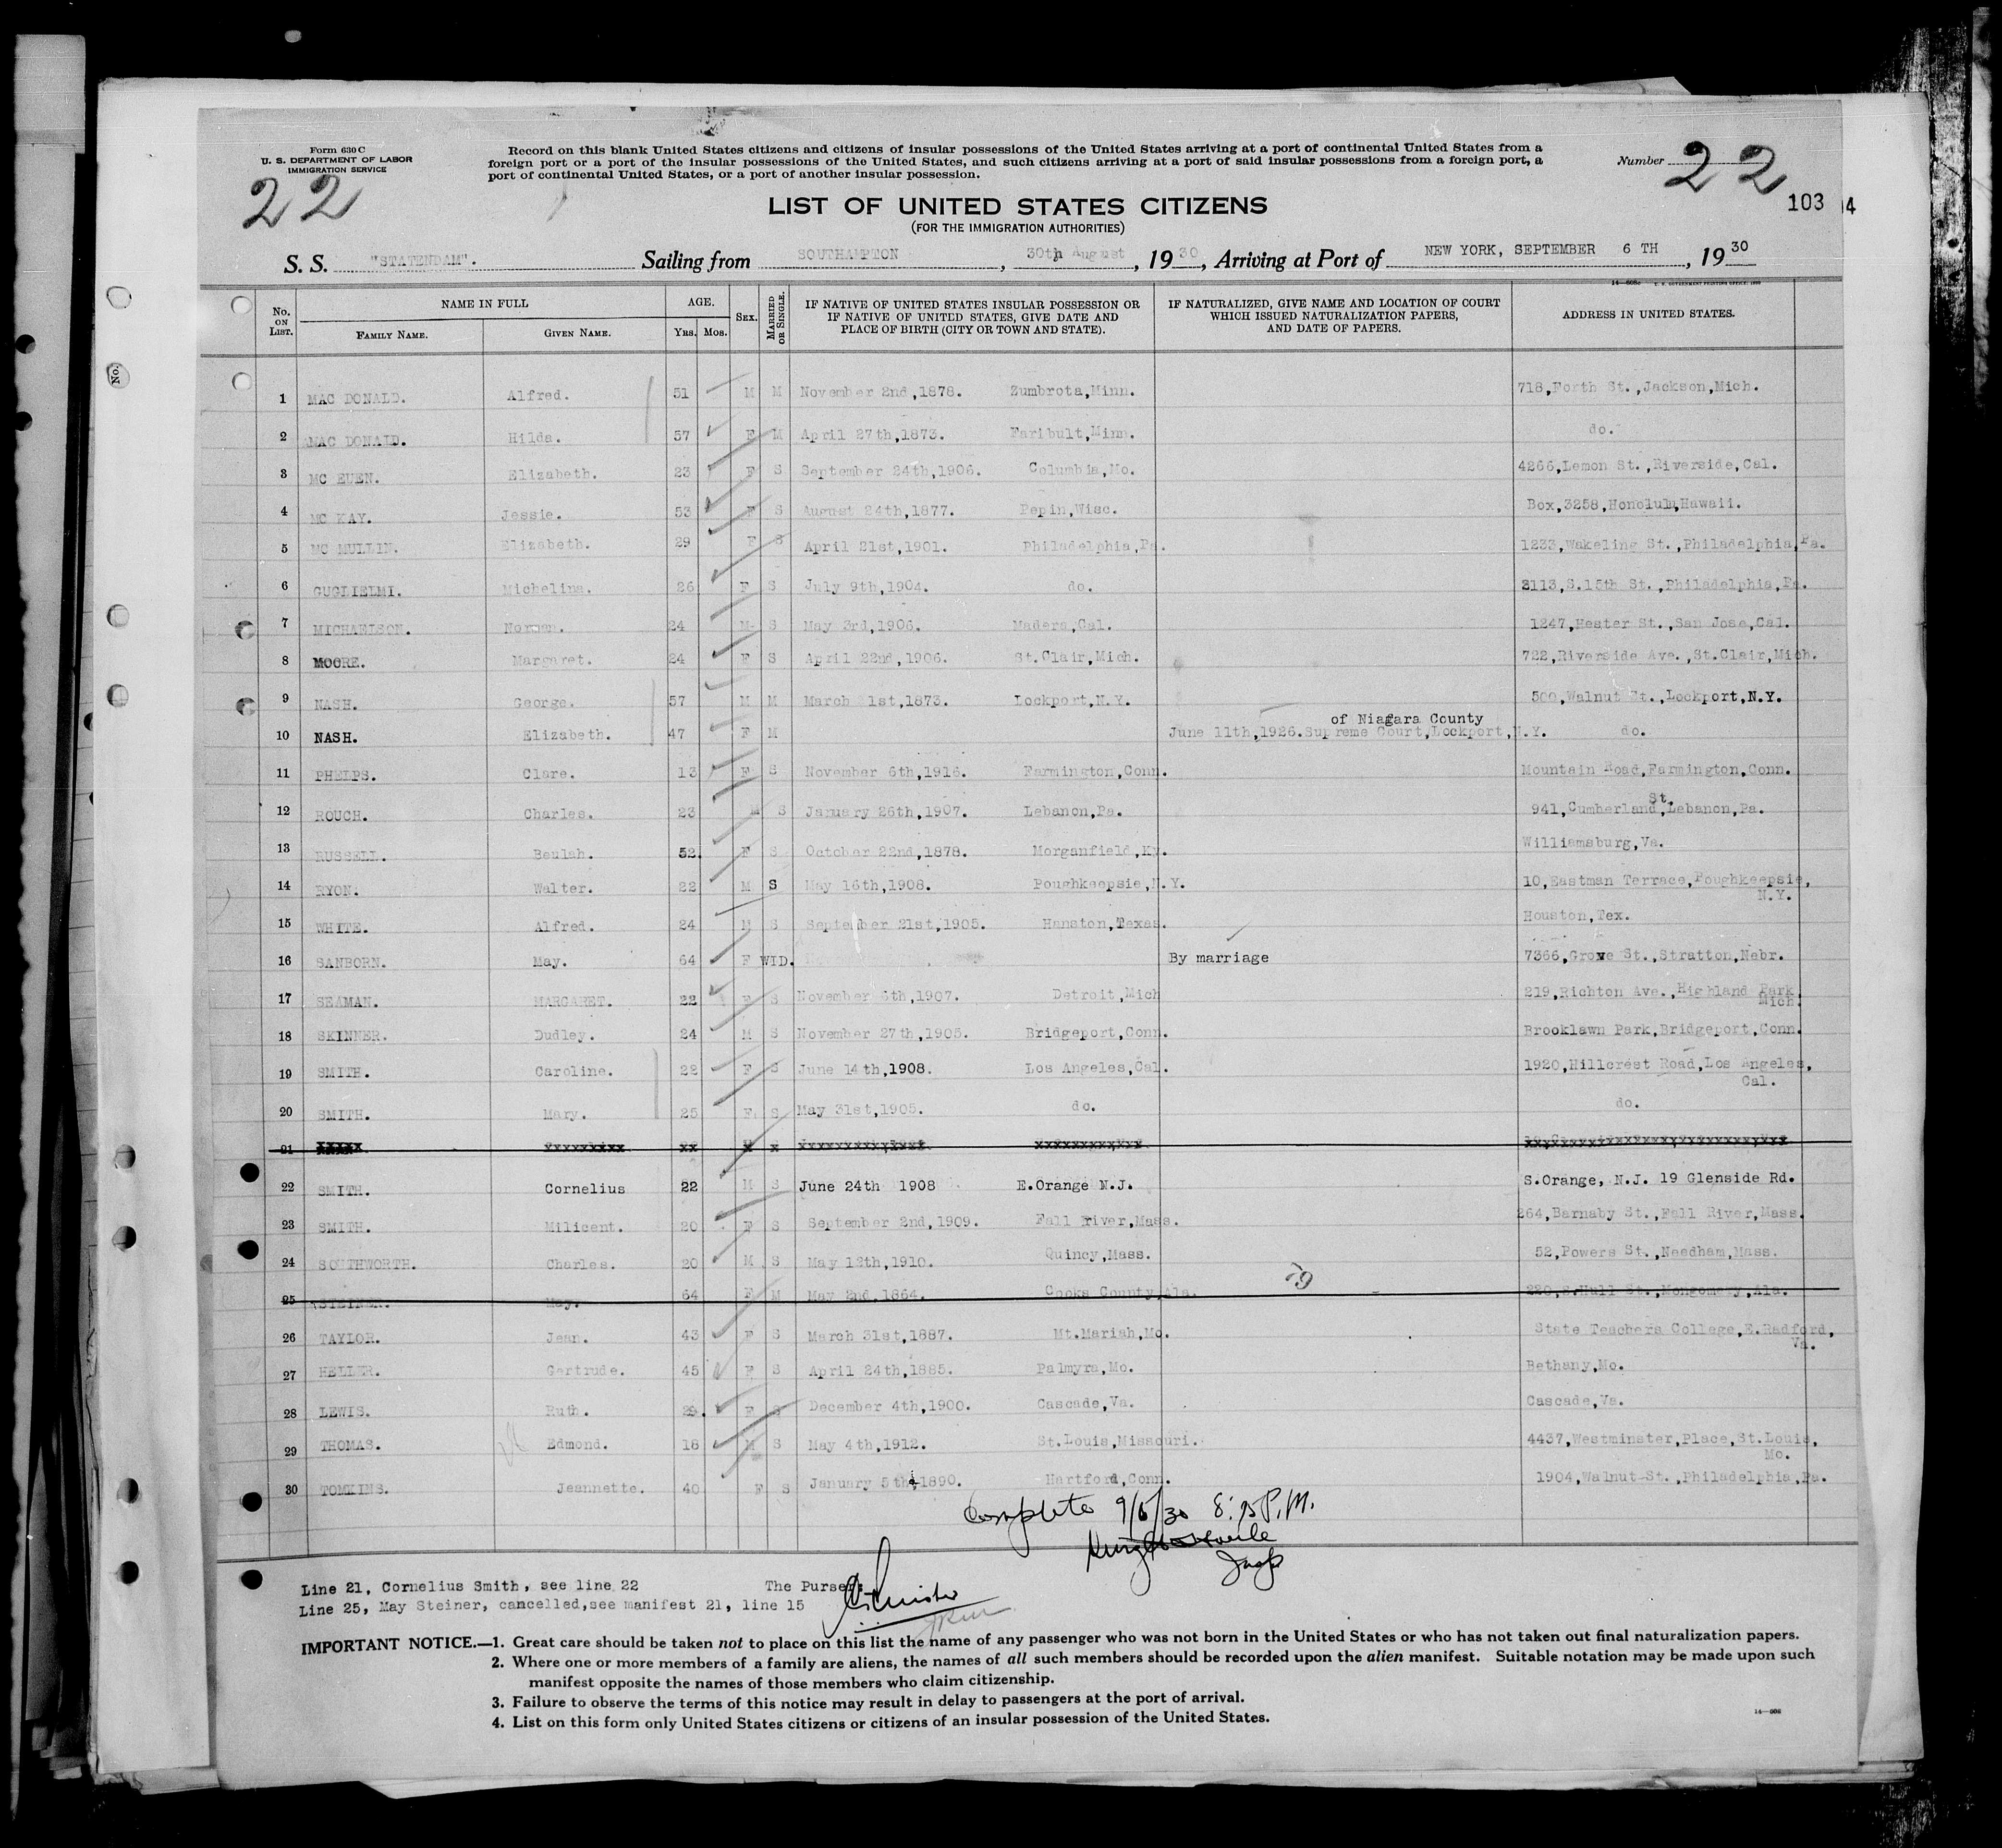 Form 630 C
U. S. DEPARTMENT OF LABOR
IMMIGRATION SERVICE
22
Record on this blank United States citizens and citizens of insular possessions of the United States arriving at a port of continental United States from a
foreign port or a port of the insular possessions of the United States, and such citizens arriving at a port of said insular possessions from a foreign port, a
port of continental United States, or a port of another insular possession.
Number 22
103
LIST OF UNITED STATES CITIZENS
(FOR THE IMMIGRATION AUTHORITIES)
S. S. "STATENDAM". Sailing from SOUTHAMPTON, 30th August, 1930, Arriving at Port of NEW YORK, SEPTEMBER 6 TH, 1930
No. ON LIST. NAME IN FULL FAMILY NAME. GIVEN NAME. AGE. YRS. MOS. SEX. MARRIED OR SINGLE. IF NATIVE OF UNITED STATES INSULAR POSSESSION OR IF NATIVE OF UNITED STATES, GIVE DATE AND PLACE OF BIRTH (CITY OR TOWN AND STATE). IF NATURALIZED, GIVE NAME AND LOCATION OF COURT WHICH ISSUED NATURALIZATION PAPERS, AND DATE OF PAPERS. ADDRESS IN UNITED STATES.
1 MAC DONALD. Alfred. 51 M M November 2nd,1878. Zumbrota,Minn. 718,Forth St.,Jackson,Mich.
2 MAC DONALD. Hilda. 57 F M April 27th,1873. Faribult,Minn. do.
3 MC EUEN. Elizabeth. 23 F S September 24th,1906. Columbia,Mo. 4266,Lemon St.,Riverside,Cal.
4 MC KAY. Jessie. 53 F S August 24th,1877. Pepin,Wisc. Box,3258,Honolulu,Hawaii.
5 MC MULLIN. Elizabeth. 29 F S April 21st,1901. Philadelphia,Pa. 1233,Wakeling St.,Philadelphia,Pa.
6 GUGLIELMI. Michelina. 26 F S July 9th,1904. do. 2113,S.15th St.,Philadelphia,Pa.
7 MICHAELSON. Norman. 24 M S May 3rd,1906. Madera,Cal. 1247,Hester St.,San Jose,Cal.
8 MOORE. Margaret. 24 F S April 22nd,1906. St.Clair,Mich. 722,Riverside Ave.,St.Clair,Mich.
9 NASH. George. 57 M M March 1st,1873. Lockport,N.Y. 500,Walnut St.,Lockport,N.Y.
of Niagara County
10 NASH. Elizabeth. 47 F M June 11th,1926.Supreme Court,Lockport,N.Y. do.
11 PHELPS. Clare. 13 F S November 6th,1916. Farmington,Conn. Mountain Road,Farmington,Conn.
12 ROUCH. Charles. 23 M S January 26th,1907. Lebanon,Pa. 941,Cumberland St.,Lebanon,Pa.
13 RUSSELL. Beulah. 52 F S October 22nd,1878. Morganfield,Ky. Williamsburg,Va.
14 RYON. Walter. 22 M S May 16th,1908. Poughkeepsie,N.Y. 10,Eastman Terrace,Poughkeepsie,
N.Y.
15 WHITE. Alfred. 24 M S September 21st,1905. Hanston,Texas. Houston,Tex.
16 SANBORN. May. 64 F WID. By marriage 7366,Grove St.,Stratton,Nebr.
17 SEAMAN. MARGARET. 22 F S November 6th,1907. Detroit,Mich 219,Richton Ave.,Highland Park,
Mich.
18 SKINNER. Dudley. 24 M S November 27th,1905. Bridgeport,Conn. Brooklawn Park,Bridgeport,Conn.
19 SMITH. Caroline. 22 F S June 14th,1908. Los Angeles,Cal. 1920,Hillcrest Road,Los Angeles,
Cal.
20 SMITH. Mary. 25 F S May 31st,1905. do. do.
21
22 SMITH. Cornelius 22 M S June 24th 1908 E.Orange N.J. S.Orange, N.J. 19 Glenside Rd.
23 SMITH. Milicent. 20 F S September 2nd,1909. Fall River,Mass. 264,Barnaby St.,Fall River,Mass.
24 SOUTHWORTH. Charles. 20 M S May 18th,1910. Quincy,Mass. 52,Powers St.,Needham,Mass.
25 STEINER. May. 64 F M May 2nd,1864. Cooks County,Ala. 220,S.Hull St.,Mongomery,Ala.
26 TAYLOR. Jean. 43 F S March 31st,1887. Mt.Mariah,Mo. State Teachers College,E.Radford,
Va.
27 HELLER. Gertrude. 45 F S April 24th,1885. Palmyra,Mo. Bethany,Mo.
28 LEWIS. Ruth. 29. F S December 4th,1900. Cascade,Va. Cascade,Va.
29 THOMAS. Edmond. 18 M S May 4th,1912. St.Louis,Missouri. 4437,Westminster,Place,St.Louis,
Mo.
30 TOMKINS. Jeannette. 40 F S January 5th,1890. Hartford,Conn. 1904,Walnut-St.,Philadelphia,Pa.
Complete 9/6/30 8:15 P.M.
Line 21, Cornelius Smith, see line 22 The Purser:
Line 25, May Steiner, cancelled,see manifest 21, line 15
IMPORTANT NOTICE.—1. Great care should be taken not to place on this list the name of any passenger who was not born in the United States or who has not taken out final naturalization papers.
2. Where one or more members of a family are aliens, the names of all such members should be recorded upon the alien manifest. Suitable notation may be made upon such
manifest opposite the names of those members who claim citizenship.
3. Failure to observe the terms of this notice may result in delay to passengers at the port of arrival.
4. List on this form only United States citizens or citizens of an insular possession of the United States.
14—608